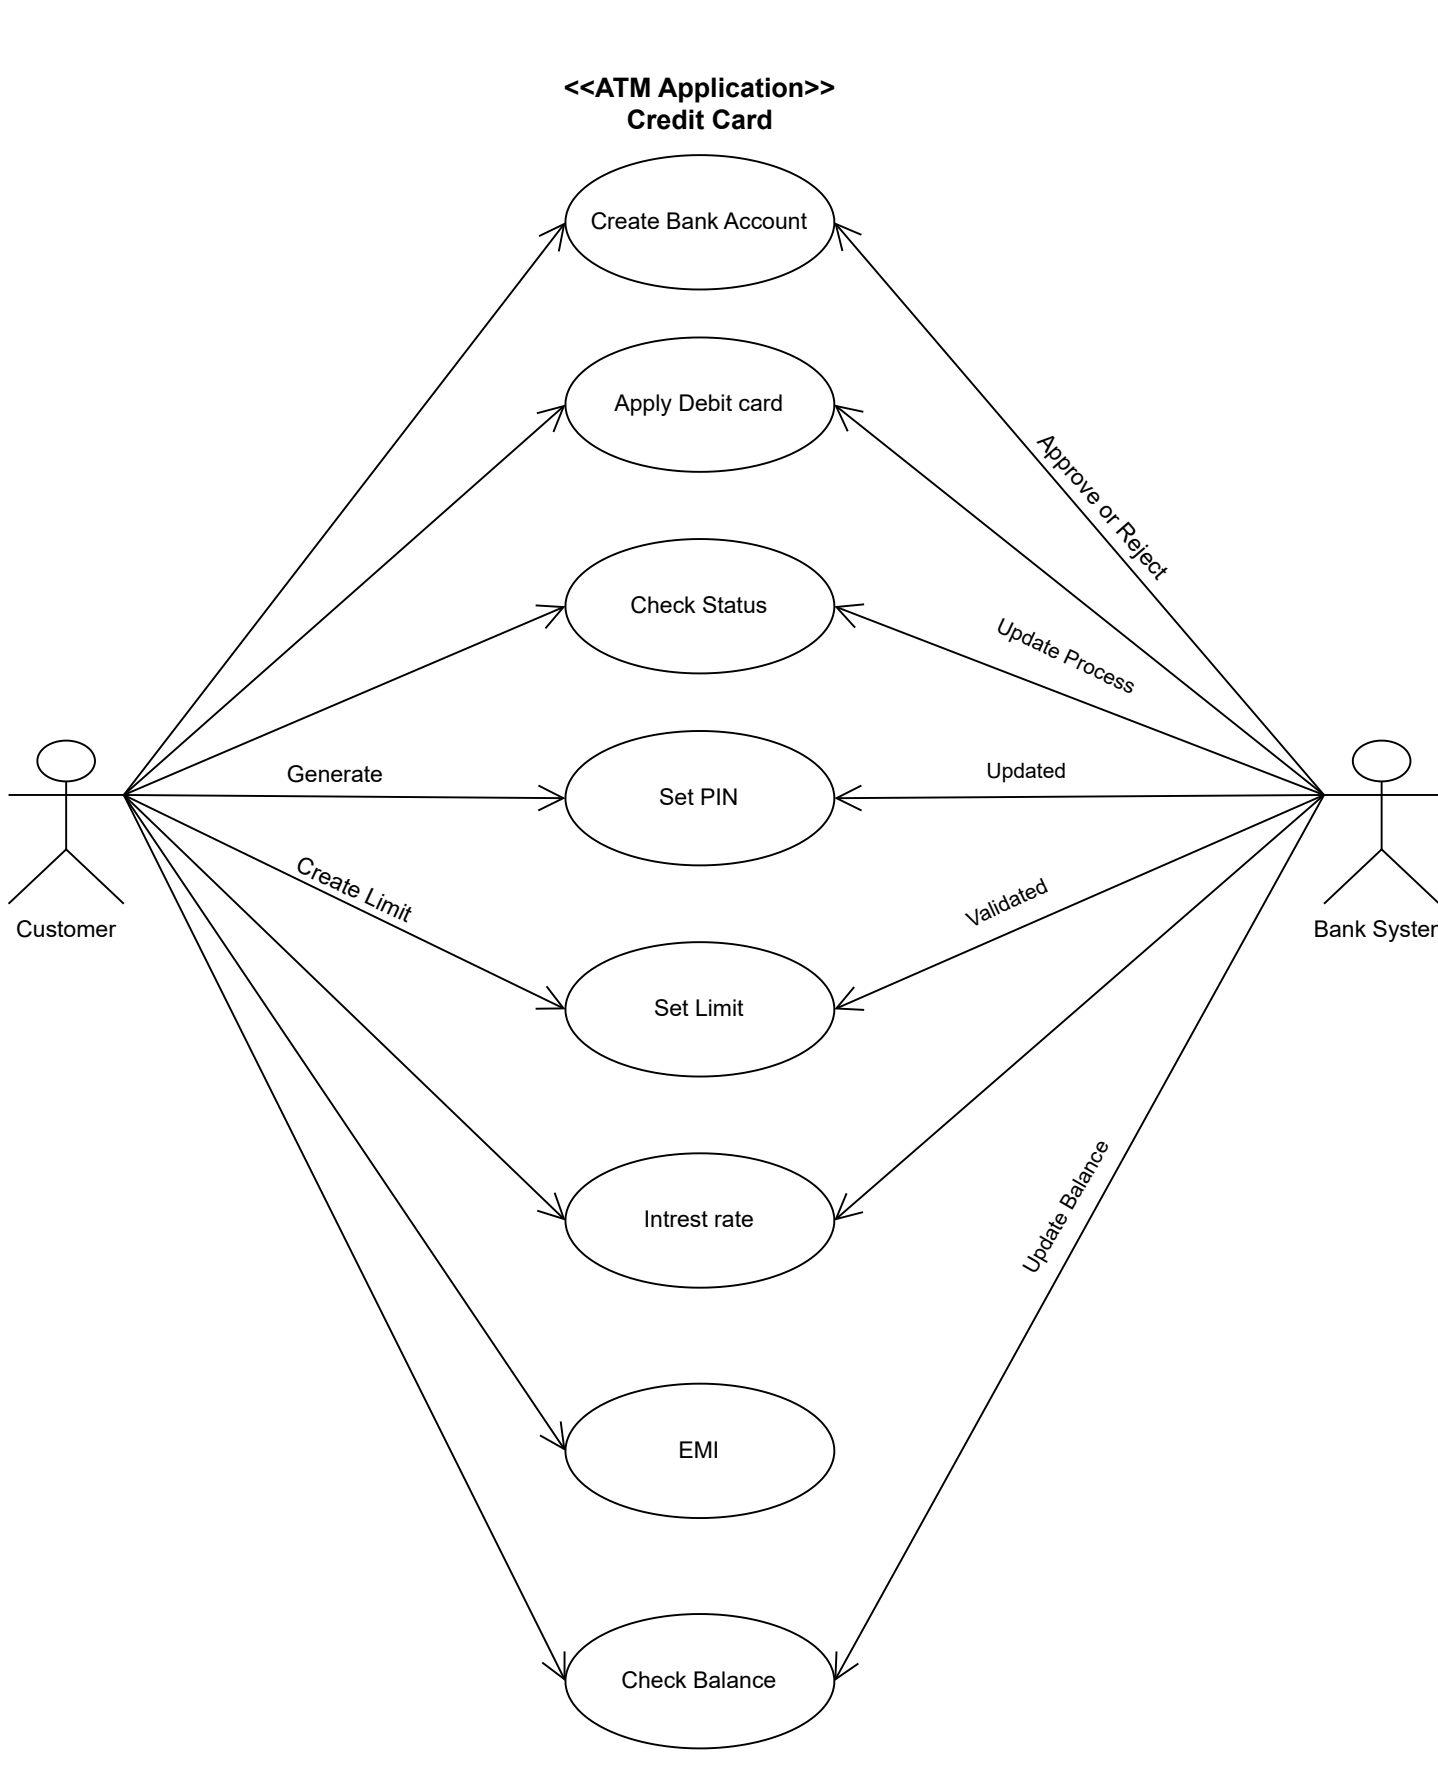 <<ATM Application>>
Credit Card
Create Bank Account
Apply Debit card
Approve or Reject
Check Status
Update Process
Generate
Set PIN
Updated
Create Limit
Validated
Customer
Bank
Set Limit
Intrest rate
Update Balance
EMI
Check Balance